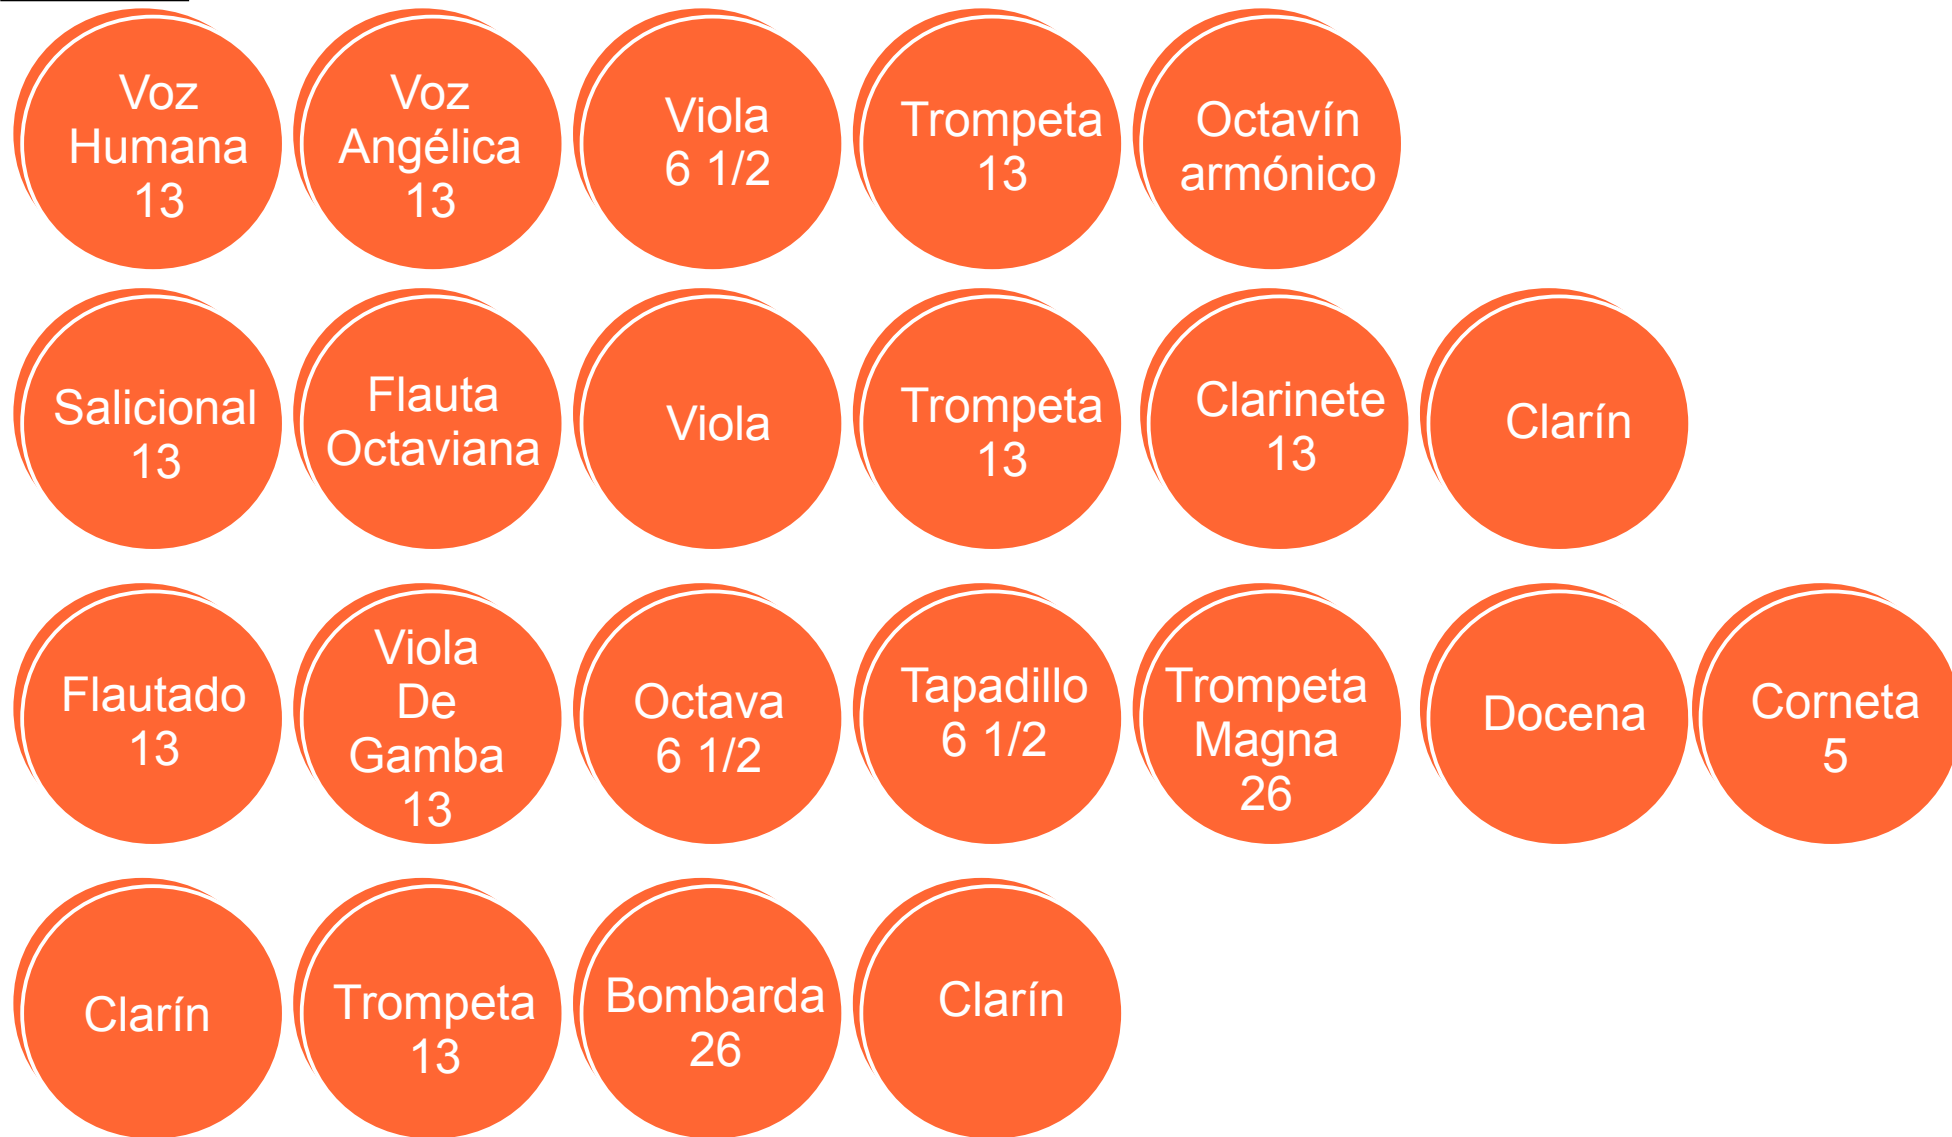 Voz
Humana
13
Voz
Angélica
13
Viola
6 1/2
Trompeta
13
Octavín
armónico
Salicional
13
Flauta
Octaviana
Viola
Trompeta
13
Clarinete
13
Clarín
Flautado
13
Viola
De
Gamba
13
Octava
6 1/2
Tapadillo
6 1/2
Trompeta
Magna
26
Docena
Corneta
5
Clarín
Trompeta
13
Bombarda
26
Clarín